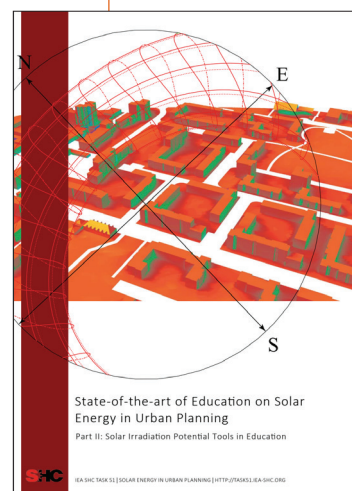 N
E
S
State-of-the-art of Education on Solar
Energy in Urban Planning
Part II: Solar Irradiation Potential Tools in Education
SHC
IEA SHC TASK 51 | SOLAR ENERGY IN URBAN PLANNING | HTTP://TASK51.IEA-SHC.ORG